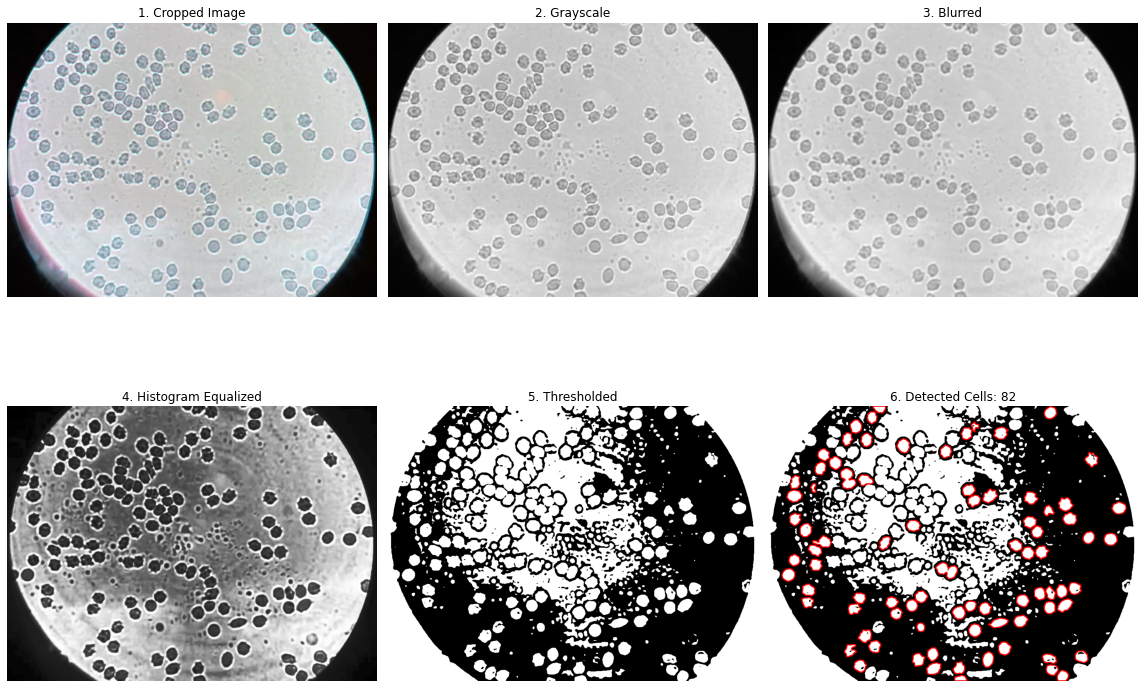 1. Cropped Image
2. Grayscale
3. Blurred
4. Histogram Equalized
5. Thresholded
6. Detected Cells: 82